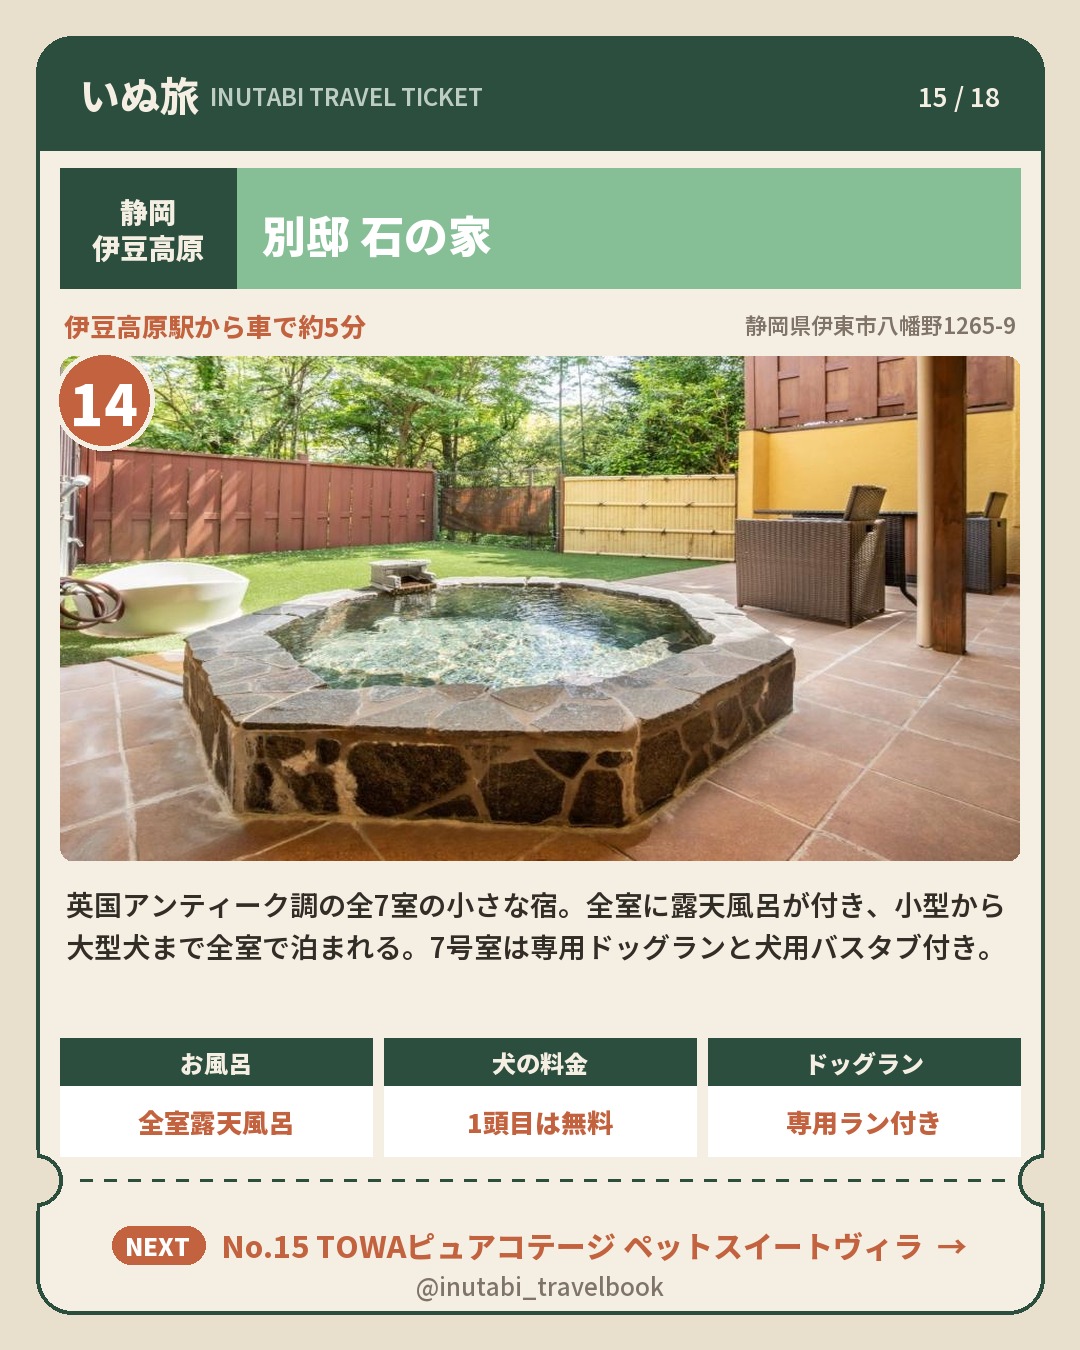 いぬ旅 INUTABI TRAVEL TICKET 15 / 18
静岡
伊豆高原
別邸 石の家
伊豆高原駅から車で約5分 静岡県伊東市八幡野1265-9
14
英国アンティーク調の全7室の小さな宿。全室に露天風呂が付き、小型から
大型犬まで全室で泊まれる。7号室は専用ドッグランと犬用バスタブ付き。
お風呂 犬の料金 ドッグラン
全室露天風呂 1頭目は無料 専用ラン付き
NEXT No.15 TOWAピュアコテージ ペットスイートヴィラ →
@inutabi_travelbook